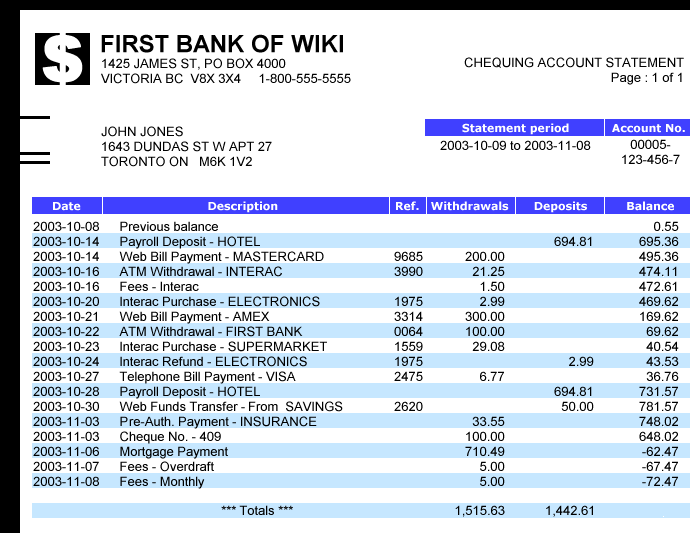 FIRST BANK OF WIKI
1425 JAMES ST, PO BOX 4000
VICTORIA BC V8X 3X4 1-800-555-5555
CHEQUING ACCOUNT STATEMENT
Page : 1 of 1
JOHN JONES
1643 DUNDAS ST W APT 27
TORONTO ON M6K 1V2
Statement period Account No.
2003-10-09 to 2003-11-08 00005-
123-456-7
Date Description Ref. Withdrawals Deposits Balance
2003-10-08 Previous balance 0.55
2003-10-14 Payroll Deposit - HOTEL 694.81 695.36
2003-10-14 Web Bill Payment - MASTERCARD 9685 200.00 495.36
2003-10-16 ATM Withdrawal - INTERAC 3990 21.25 474.11
2003-10-16 Fees - Interac 1.50 472.61
2003-10-20 Interac Purchase - ELECTRONICS 1975 2.99 469.62
2003-10-21 Web Bill Payment - AMEX 3314 300.00 169.62
2003-10-22 ATM Withdrawal - FIRST BANK 0064 100.00 69.62
2003-10-23 Interac Purchase - SUPERMARKET 1559 29.08 40.54
2003-10-24 Interac Refund - ELECTRONICS 1975 2.99 43.53
2003-10-27 Telephone Bill Payment - VISA 2475 6.77 36.76
2003-10-28 Payroll Deposit - HOTEL 694.81 731.57
2003-10-30 Web Funds Transfer - From SAVINGS 2620 50.00 781.57
2003-11-03 Pre-Auth. Payment - INSURANCE 33.55 748.02
2003-11-03 Cheque No. - 409 100.00 648.02
2003-11-06 Mortgage Payment 710.49 -62.47
2003-11-07 Fees - Overdraft 5.00 -67.47
2003-11-08 Fees - Monthly 5.00 -72.47
*** Totals *** 1,515.63 1,442.61